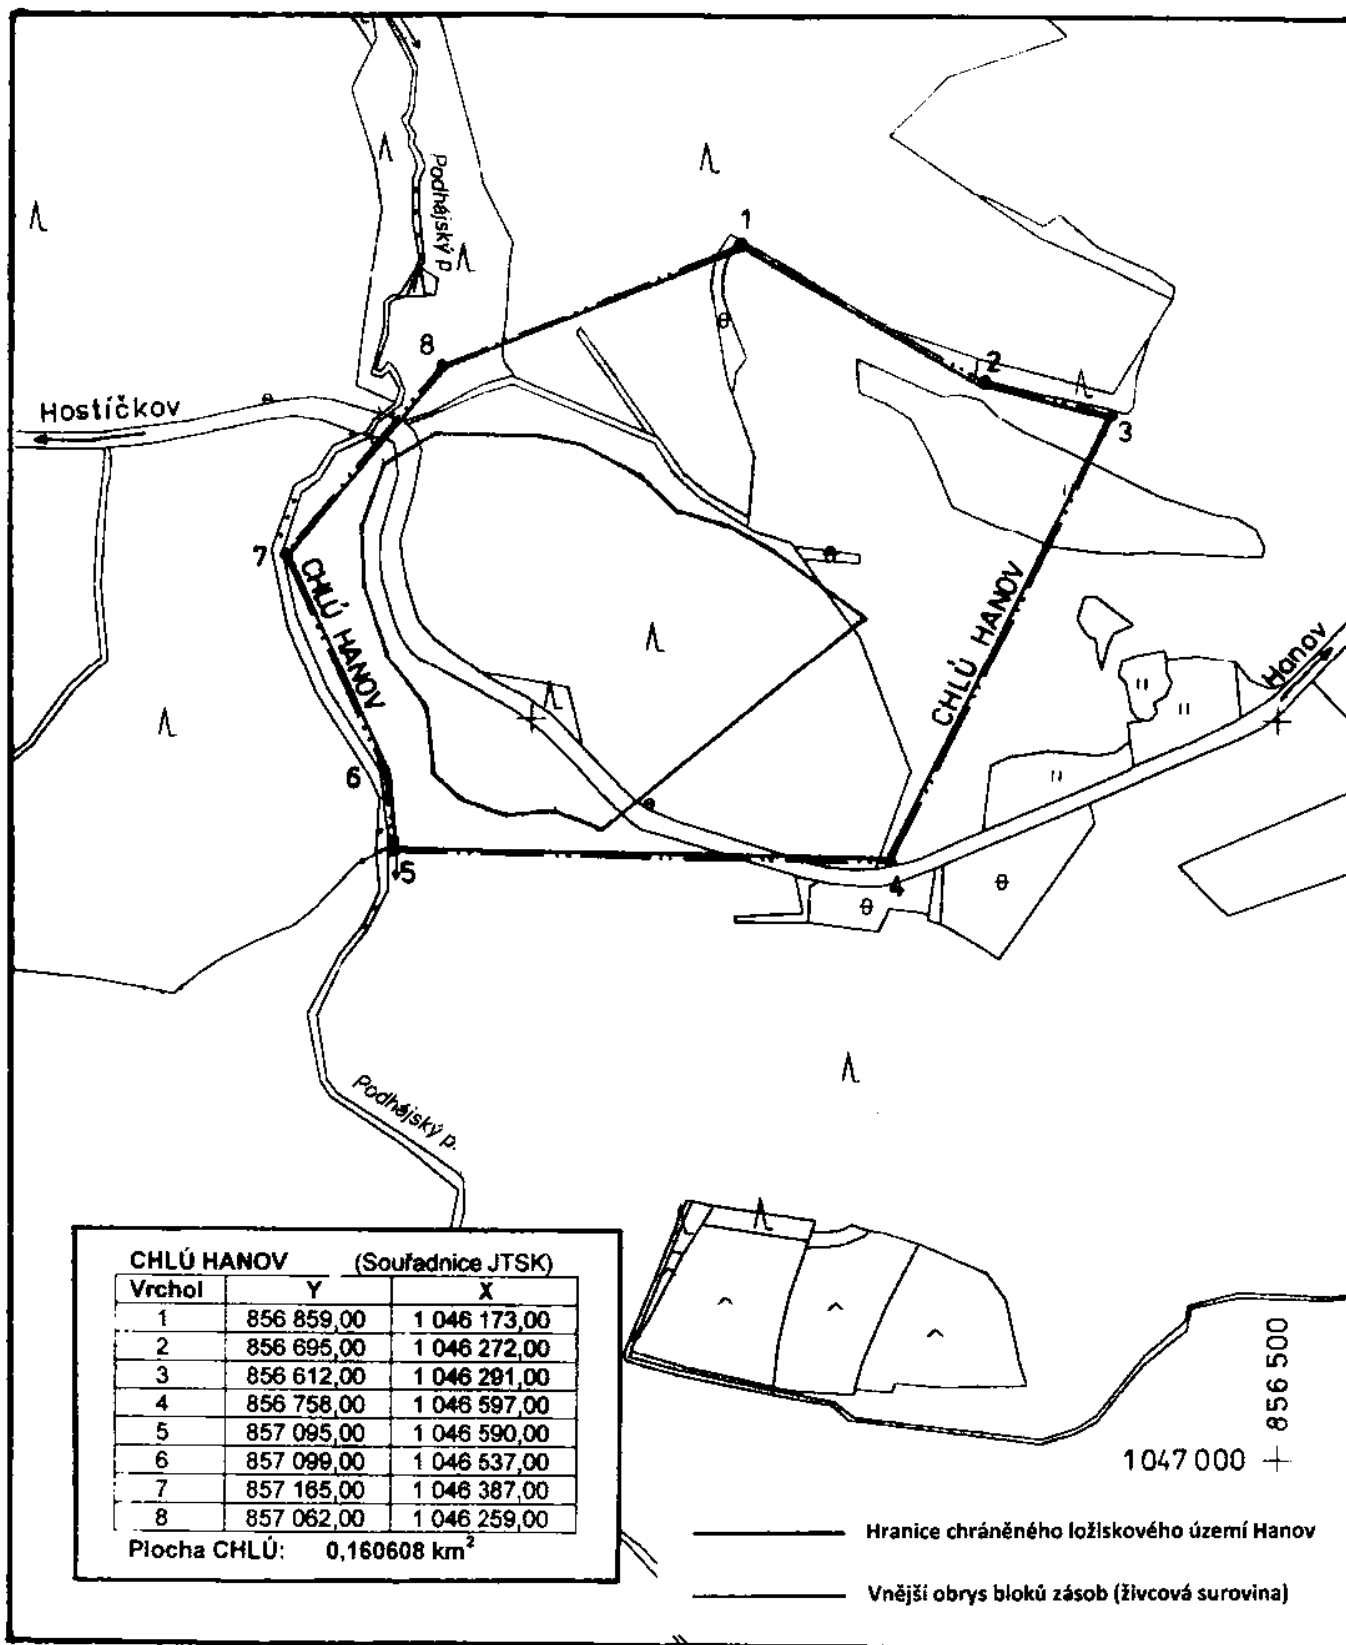 Podhájský p.
1
8
2
3
Hostíčkov
7
CHLÚ HANOV
CHLÚ HANOV
Hanov
6
5
4
Podhájský p.
CHLÚ HANOV (Souřadnice JTSK)
Vrchol Y X
1 856 859,00 1 046 173,00
2 856 695,00 1 046 272,00
3 856 612,00 1 046 291,00
4 856 758,00 1 046 597,00
5 857 095,00 1 046 590,00
6 857 099,00 1 046 537,00
7 857 165,00 1 046 387,00
8 857 062,00 1 046 259,00
Plocha CHLÚ: 0,160608 km²
856 500
1047 000
Hranice chráněného ložiskového území Hanov
Vnější obrys bloků zásob (živcová surovina)